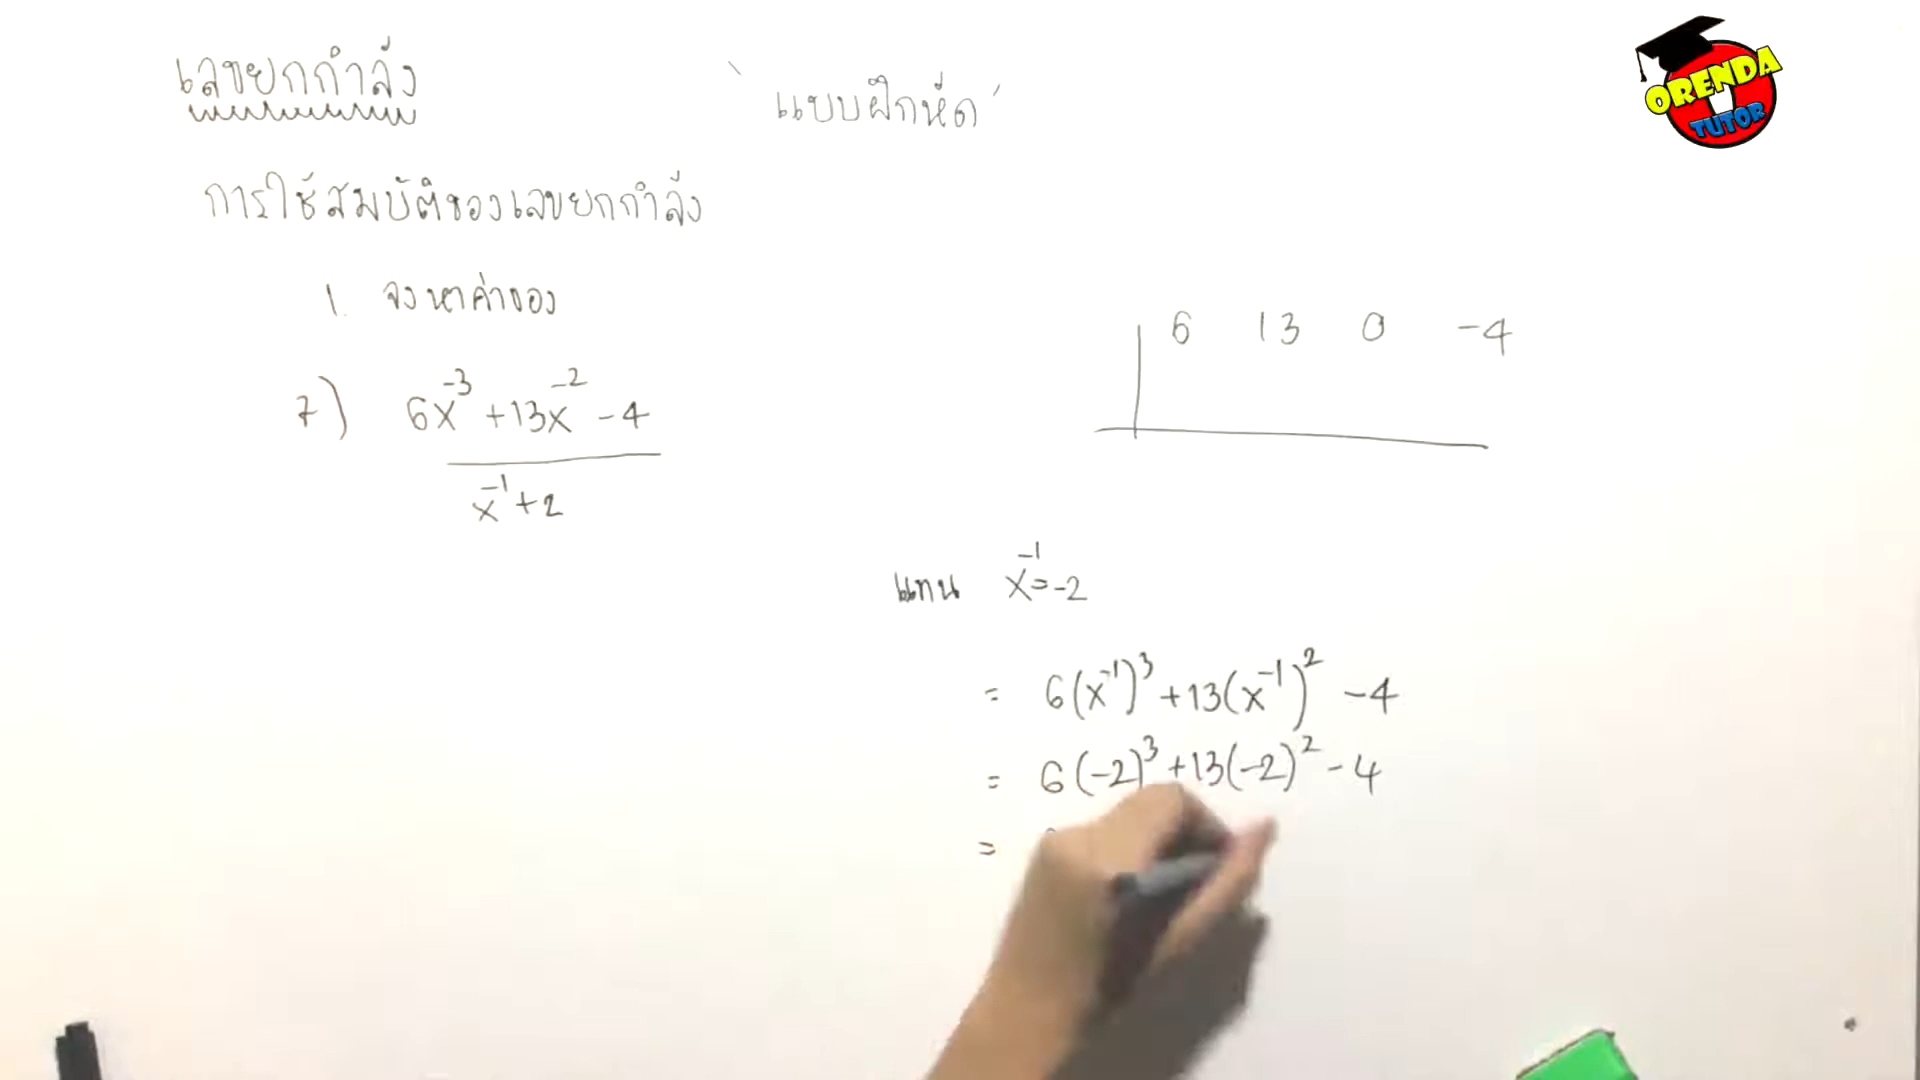 เลขยกกำลัง
"แบบฝึกหัด"
ORENDA
TUTOR
การใช้สมบัติของเลขยกกำลัง
1. จงหาค่าของ
7) 6x⁻³ + 13x⁻² - 4
x⁻¹ + 2
6 13 0 -4
แทน x⁻¹ = -2
= 6(x⁻¹)³ + 13(x⁻¹)² - 4
= 6(-2)³ + 13(-2)² - 4
=